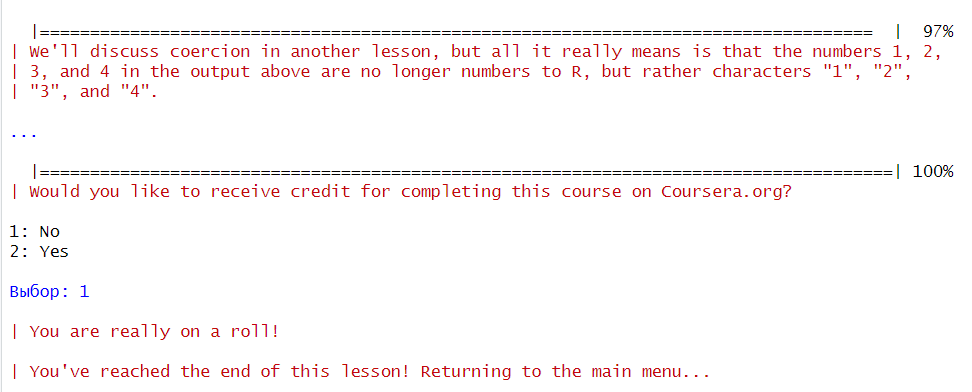 |===================================================================================  |  97%
| We'll discuss coercion in another lesson, but all it really means is that the numbers 1, 2,
| 3, and 4 in the output above are no longer numbers to R, but rather characters "1", "2",
| "3", and "4".
...
|=====================================================================================| 100%
| Would you like to receive credit for completing this course on Coursera.org?
1: No
2: Yes
Выбор: 1
| You are really on a roll!
| You've reached the end of this lesson! Returning to the main menu...